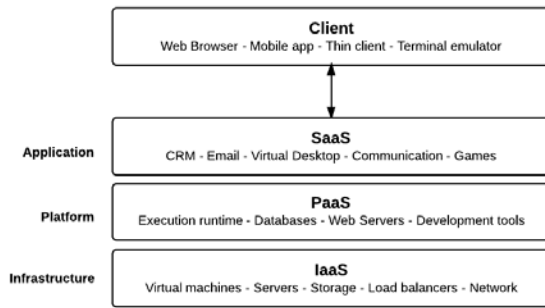 Client
Web Browser - Mobile app - Thin client - Terminal emulator
SaaS
Application
CRM - Email - Virtual Desktop - Communication - Games
PaaS
Platform
Execution runtime - Databases - Web Servers - Development tools
IaaS
Infrastructure
Virtual machines - Servers - Storage - Load balancers - Network